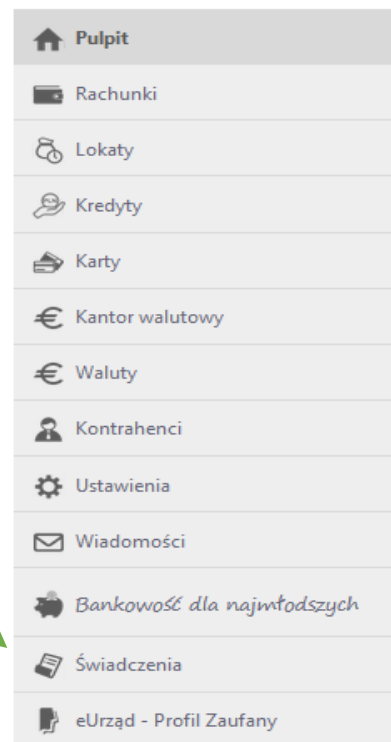 Pulpit
Rachunki
Lokaty
Kredyty
Karty
Kantor walutowy
Waluty
Kontrahenci
Ustawienia
Wiadomości
Bankowość dla najmłodszych
Świadczenia
eUrząd - Profil Zaufany